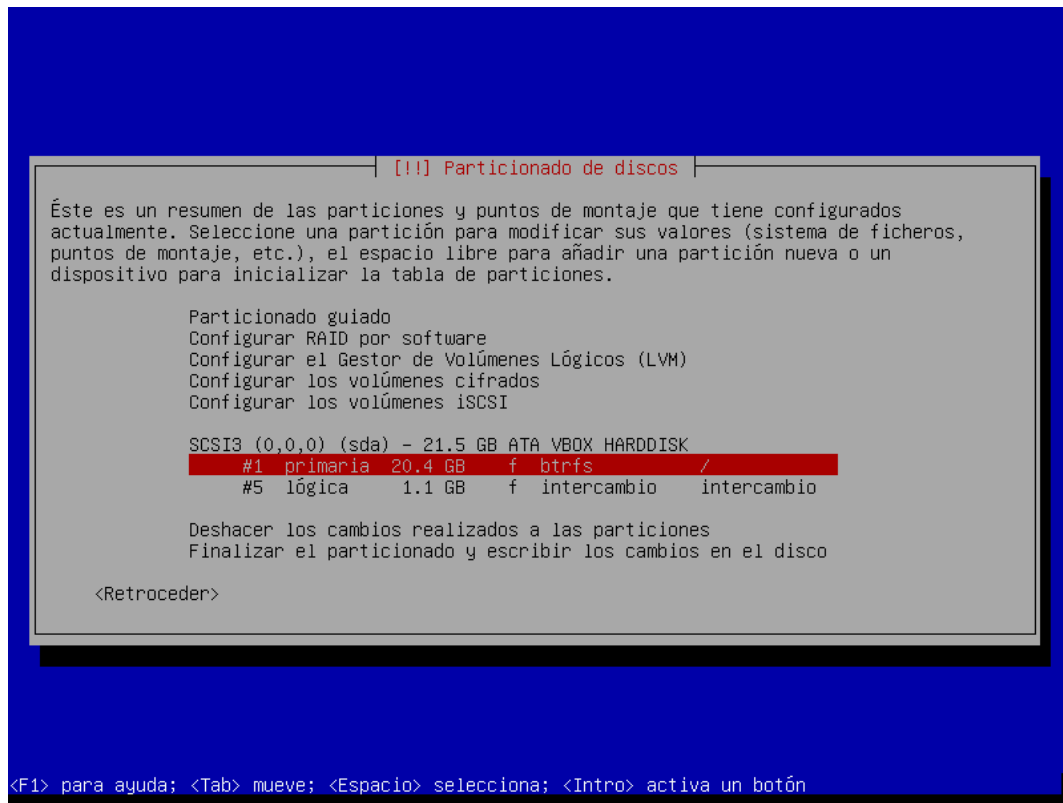 [!!] Particionado de discos
Éste es un resumen de las particiones y puntos de montaje que tiene configurados
actualmente. Seleccione una partición para modificar sus valores (sistema de ficheros,
puntos de montaje, etc.), el espacio libre para añadir una partición nueva o un
dispositivo para inicializar la tabla de particiones.
Particionado guiado
Configurar RAID por software
Configurar el Gestor de Volúmenes Lógicos (LVM)
Configurar los volúmenes cifrados
Configurar los volúmenes iSCSI
SCSI3 (0,0,0) (sda) - 21.5 GB ATA VBOX HARDDISK
#1 primaria 20.4 GB f btrfs /
#5 lógica 1.1 GB f intercambio intercambio
Deshacer los cambios realizados a las particiones
Finalizar el particionado y escribir los cambios en el disco
<Retroceder>
<F1> para ayuda; <Tab> mueve; <Espacio> selecciona; <Intro> activa un botón